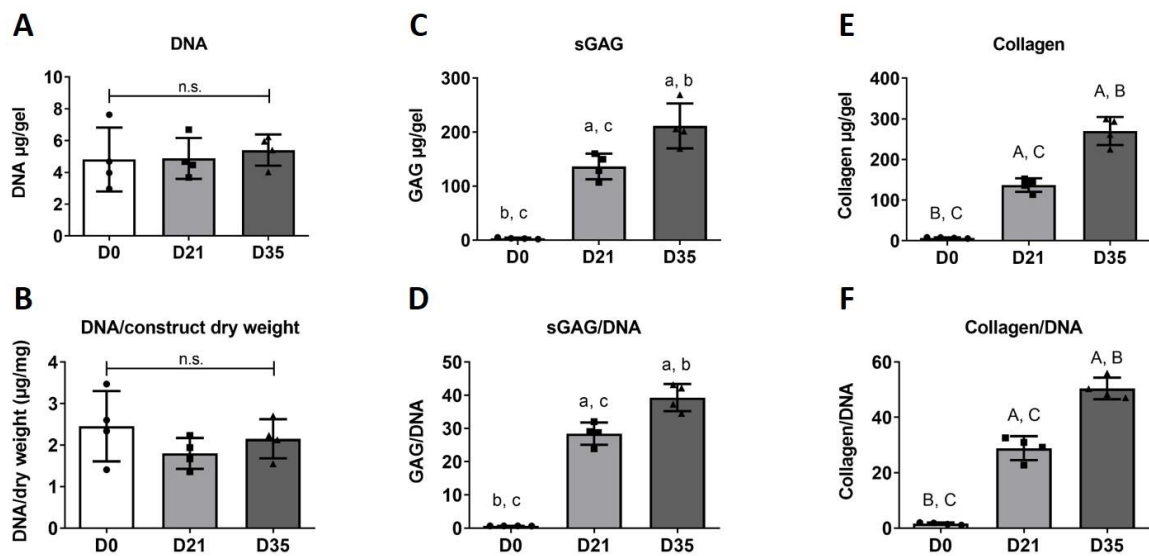 A
DNA
DNA µg/gel
10
8
6
4
2
0
n.s.
D0 D21 D35
B
DNA/construct dry weight
DNA/dry weight (µg/mg)
4
3
2
1
0
n.s.
D0 D21 D35
C
sGAG
GAG µg/gel
300
200
100
0
b, c
a, c
a, b
D0 D21 D35
D
sGAG/DNA
GAG/DNA
50
40
30
20
10
0
b, c
a, c
a, b
D0 D21 D35
E
Collagen
Collagen µg/gel
400
300
200
100
0
B, C
A, C
A, B
D0 D21 D35
F
Collagen/DNA
Collagen/DNA
60
40
20
0
B, C
A, C
A, B
D0 D21 D35